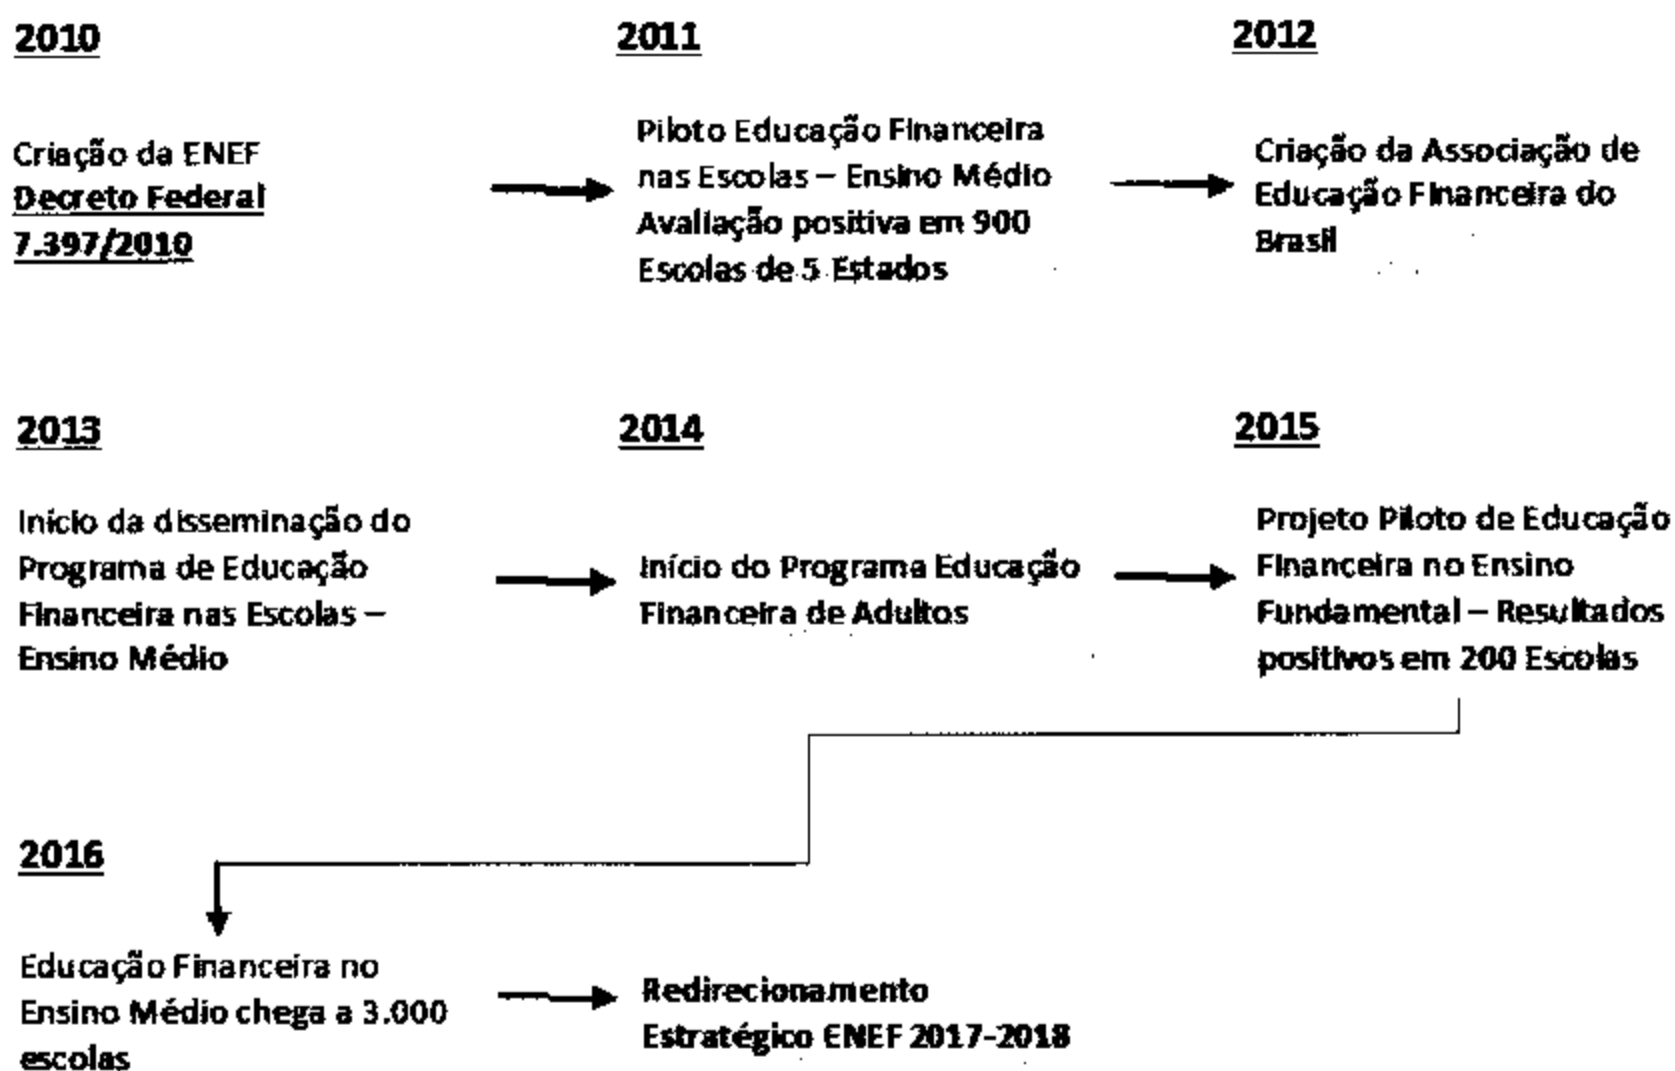 2010
Criação da ENEF
Decreto Federal
7.397/2010
2011
Piloto Educação Financeira
nas Escolas – Ensino Médio
Avaliação positiva em 900
Escolas de 5 Estados
2012
Criação da Associação de
Educação Financeira do
Brasil
2013
Início da disseminação do
Programa de Educação
Financeira nas Escolas –
Ensino Médio
2014
Início do Programa Educação
Financeira de Adultos
2015
Projeto Piloto de Educação
Financeira no Ensino
Fundamental – Resultados
positivos em 200 Escolas
2016
Educação Financeira no
Ensino Médio chega a 3.000
escolas
Redirecionamento
Estratégico ENEF 2017-2018